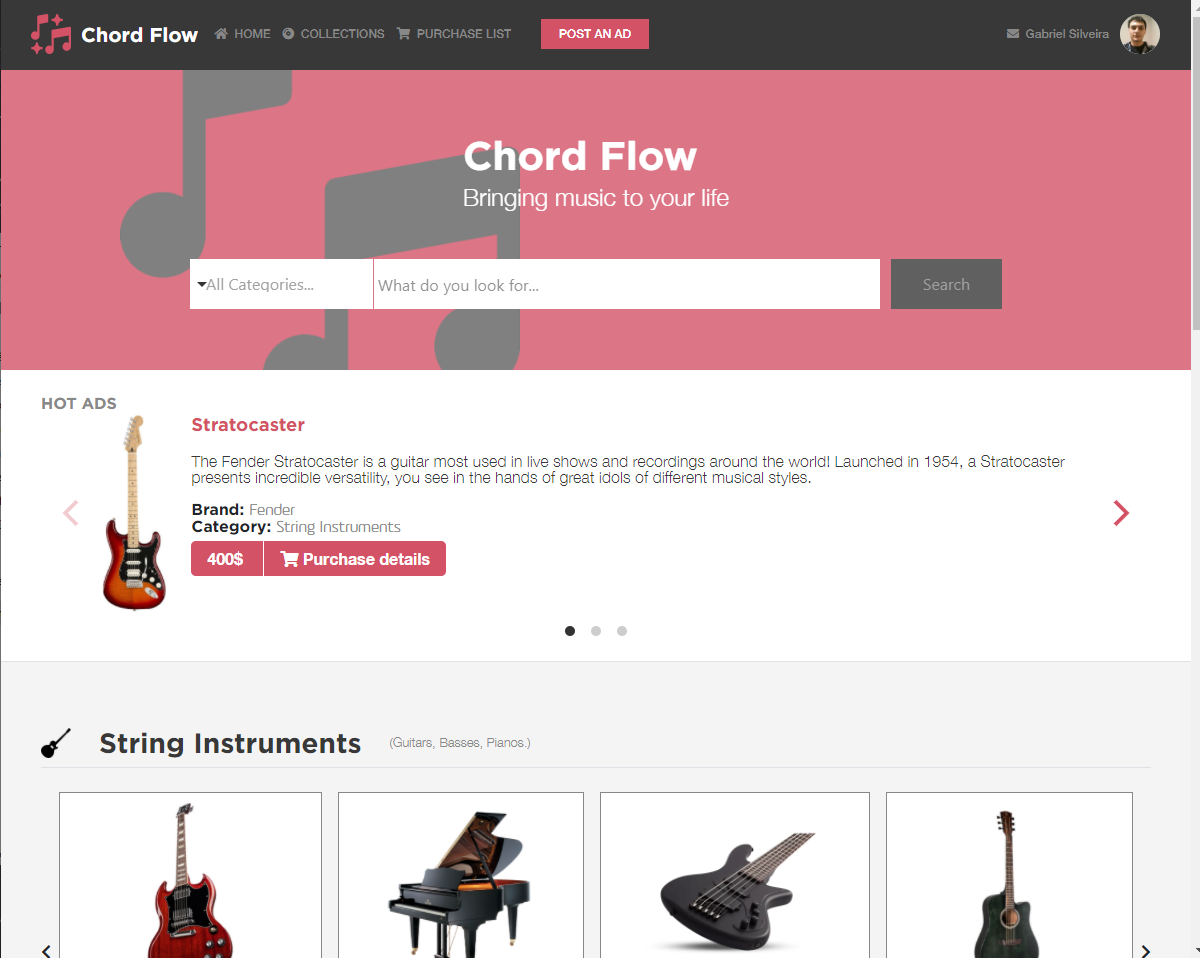 Chord Flow
HOME
COLLECTIONS
PURCHASE LIST
POST AN AD
Gabriel Silveira
Chord Flow
Bringing music to your life
All Categories...
What do you look for...
Search
HOT ADS
Stratocaster
The Fender Stratocaster is a guitar most used in live shows and recordings around the world! Launched in 1954, a Stratocaster
presents incredible versatility, you see in the hands of great idols of different musical styles.
Brand: Fender
Category: String Instruments
400$
Purchase details
String Instruments
(Guitars, Basses, Pianos.)